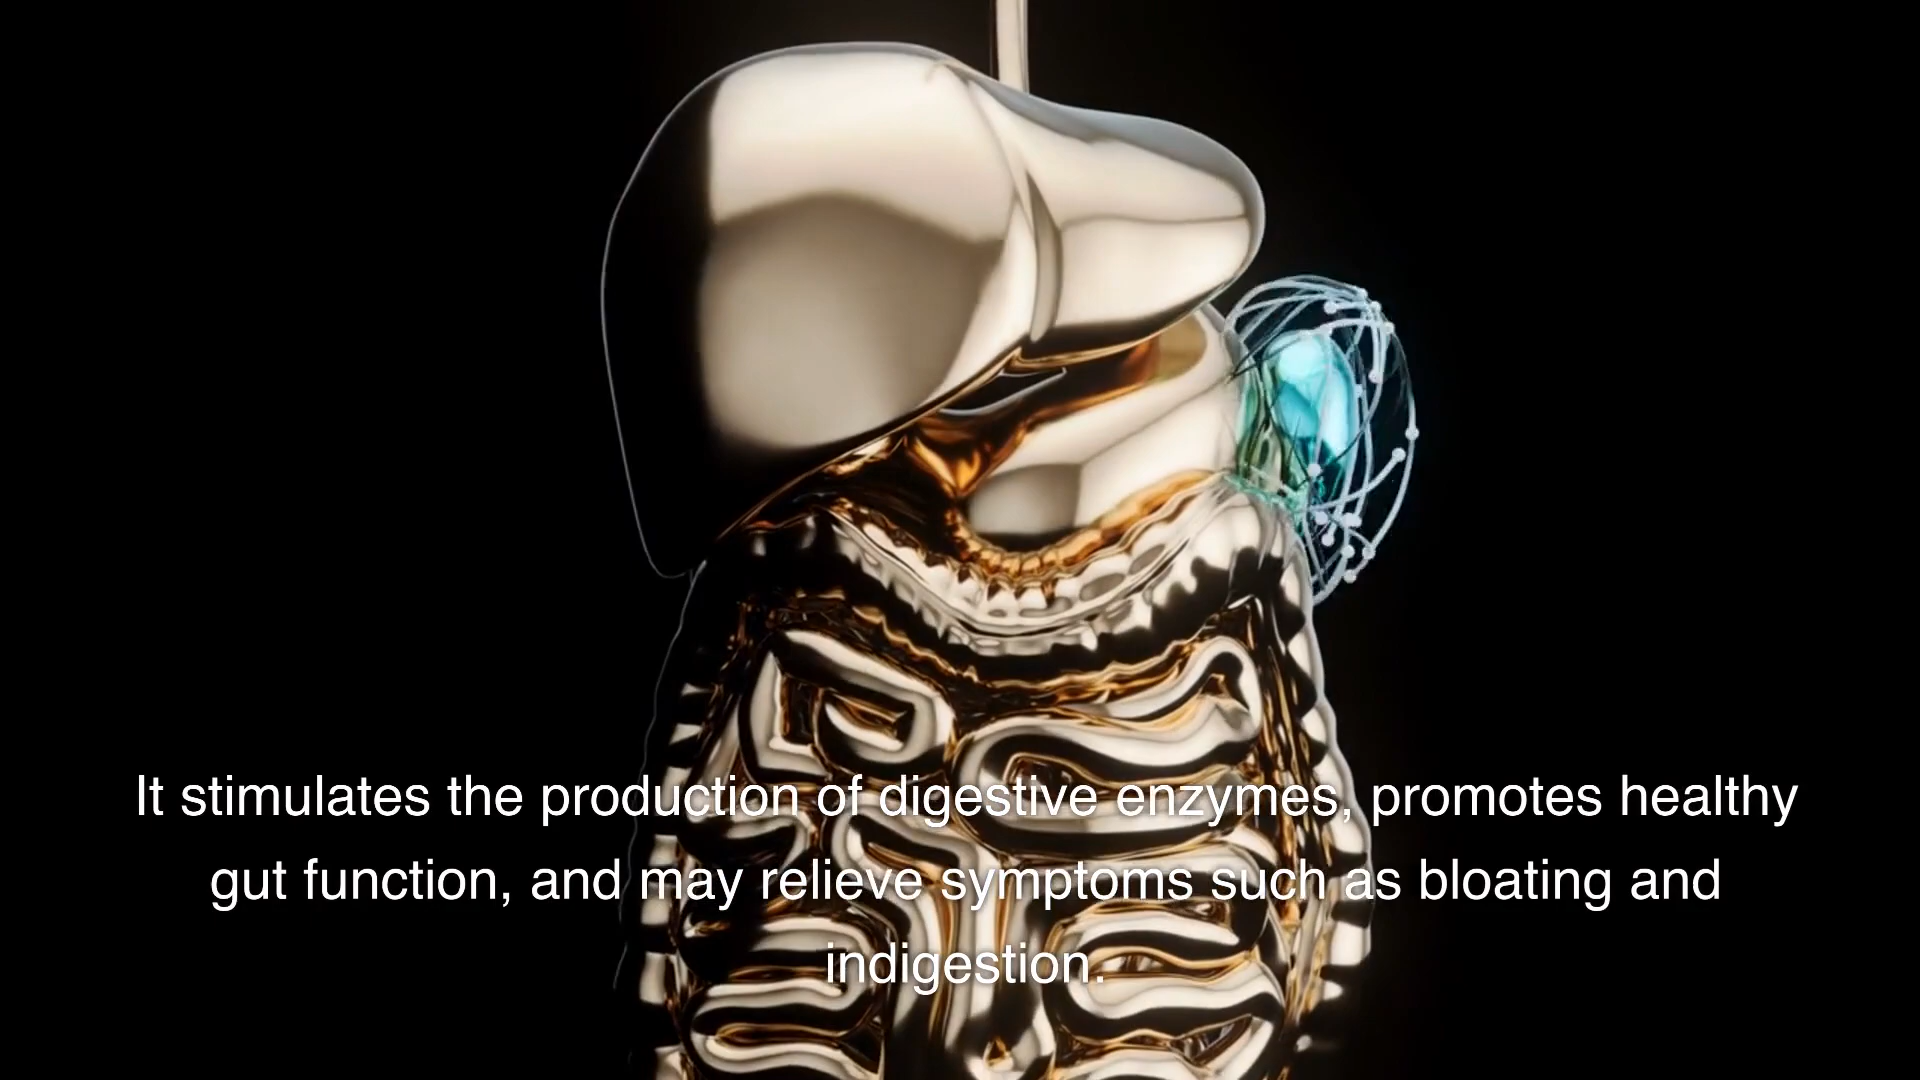 It stimulates the production of digestive enzymes, promotes healthy
gut function, and may relieve symptoms such as bloating and
indigestion.